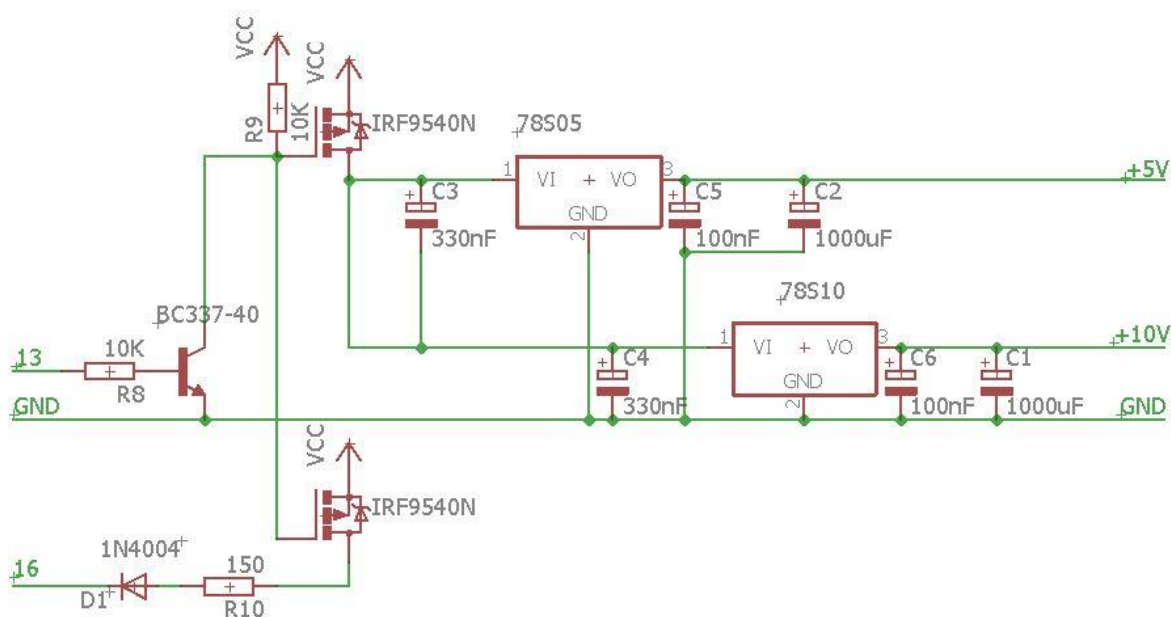 VCC
VCC
R9
10K
IRF9540N
78S05
1
VI
VO
3
GND
2
C3
330nF
C5
100nF
C2
1000uF
+5V
BC337-40
78S10
13
10K
R8
1
VI
VO
3
GND
2
C4
330nF
C6
100nF
C1
1000uF
+10V
GND
GND
VCC
IRF9540N
1N4004
16
D1
150
R10